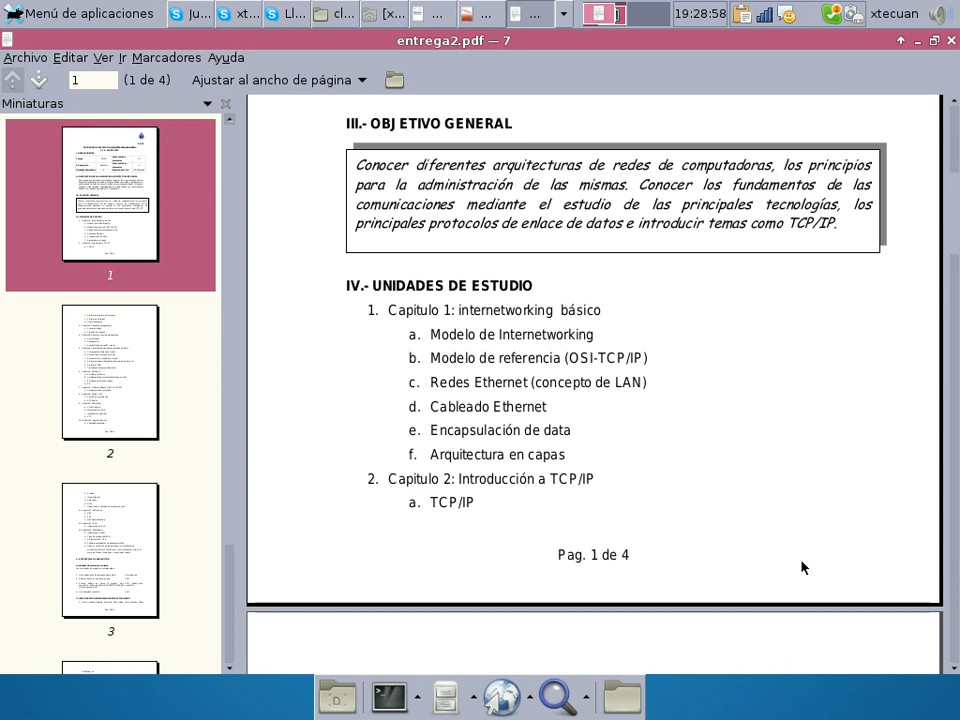 Menú de aplicaciones
Ju...
xt...
Ll...
cl...
[x...
...
...
...
19:28:58
xtecuan
entrega2.pdf — 7
Archivo Editar Ver Ir Marcadores Ayuda
1 (1 de 4) Ajustar al ancho de página
Miniaturas
1
2
3
III.- OBJETIVO GENERAL
Conocer diferentes arquitecturas de redes de computadoras, los principios
para la administración de las mismas. Conocer los fundamentos de las
comunicaciones mediante el estudio de las principales tecnologías, los
principales protocolos de enlace de datos e introducir temas como TCP/IP.
IV.- UNIDADES DE ESTUDIO
1. Capitulo 1: internetworking básico
a. Modelo de Internetworking
b. Modelo de referencia (OSI-TCP/IP)
c. Redes Ethernet (concepto de LAN)
d. Cableado Ethernet
e. Encapsulación de data
f. Arquitectura en capas
2. Capitulo 2: Introducción a TCP/IP
a. TCP/IP
Pag. 1 de 4